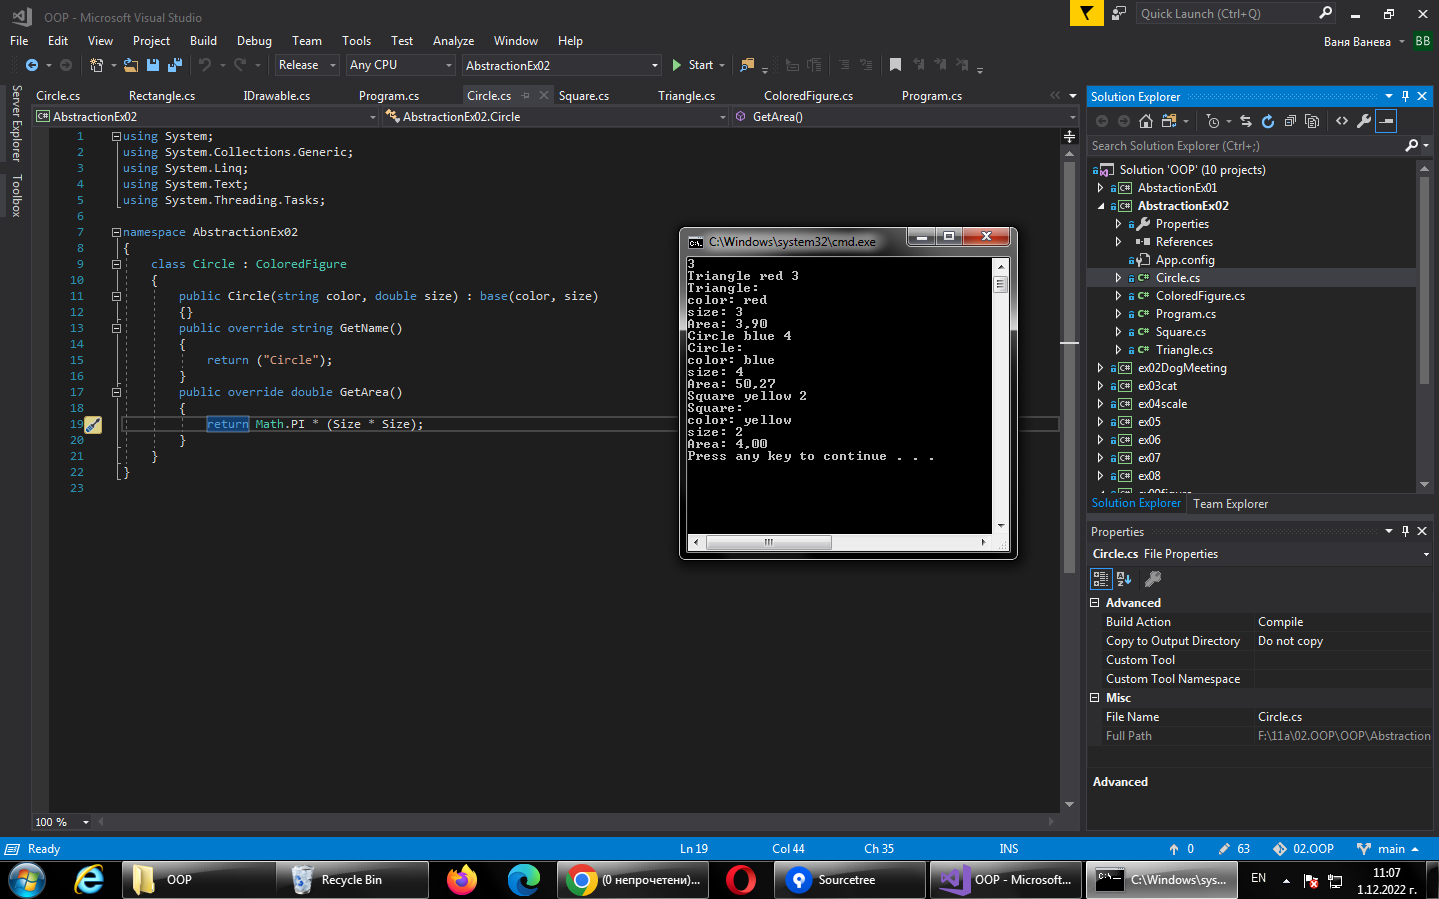 OOP - Microsoft Visual Studio
Quick Launch (Ctrl+Q)
File Edit View Project Build Debug Team Tools Test Analyze Window Help
Ваня Ванева
ВВ
Release
Any CPU
AbstractionEx02
Start
Server Explorer
Toolbox
Circle.cs Rectangle.cs IDrawable.cs Program.cs Circle.cs Square.cs Triangle.cs ColoredFigure.cs Program.cs
AbstractionEx02
AbstractionEx02.Circle
GetArea()
1 using System;
2 using System.Collections.Generic;
3 using System.Linq;
4 using System.Text;
5 using System.Threading.Tasks;
6
7 namespace AbstractionEx02
8 {
9 class Circle : ColoredFigure
10 {
11 public Circle(string color, double size) : base(color, size)
12 {}
13 public override string GetName()
14 {
15 return ("Circle");
16 }
17 public override double GetArea()
18 {
19 return Math.PI * (Size * Size);
20 }
21 }
22 }
23
100 %
C:\Windows\system32\cmd.exe
3
Triangle red 3
Triangle:
color: red
size: 3
Area: 3,90
Circle blue 4
Circle:
color: blue
size: 4
Area: 50,27
Square yellow 2
Square:
color: yellow
size: 2
Area: 4,00
Press any key to continue . . .
Solution Explorer
Search Solution Explorer (Ctrl+;)
Solution 'OOP' (10 projects)
AbstactionEx01
AbstractionEx02
Properties
References
App.config
Circle.cs
ColoredFigure.cs
Program.cs
Square.cs
Triangle.cs
ex02DogMeeting
ex03cat
ex04scale
ex05
ex06
ex07
ex08
ex09figure
Solution Explorer Team Explorer
Properties
Circle.cs File Properties
Advanced
Build Action Compile
Copy to Output Directory Do not copy
Custom Tool
Custom Tool Namespace
Misc
File Name Circle.cs
Full Path F:\11a\02.OOP\OOP\Abstraction
Advanced
Ready
Ln 19
Col 44
Ch 35
INS
0
63
02.OOP
main
OOP
Recycle Bin
(0 непрочетени)...
Sourcetree
OOP - Microsoft...
C:\Windows\sys...
EN
11:07
1.12.2022 г.